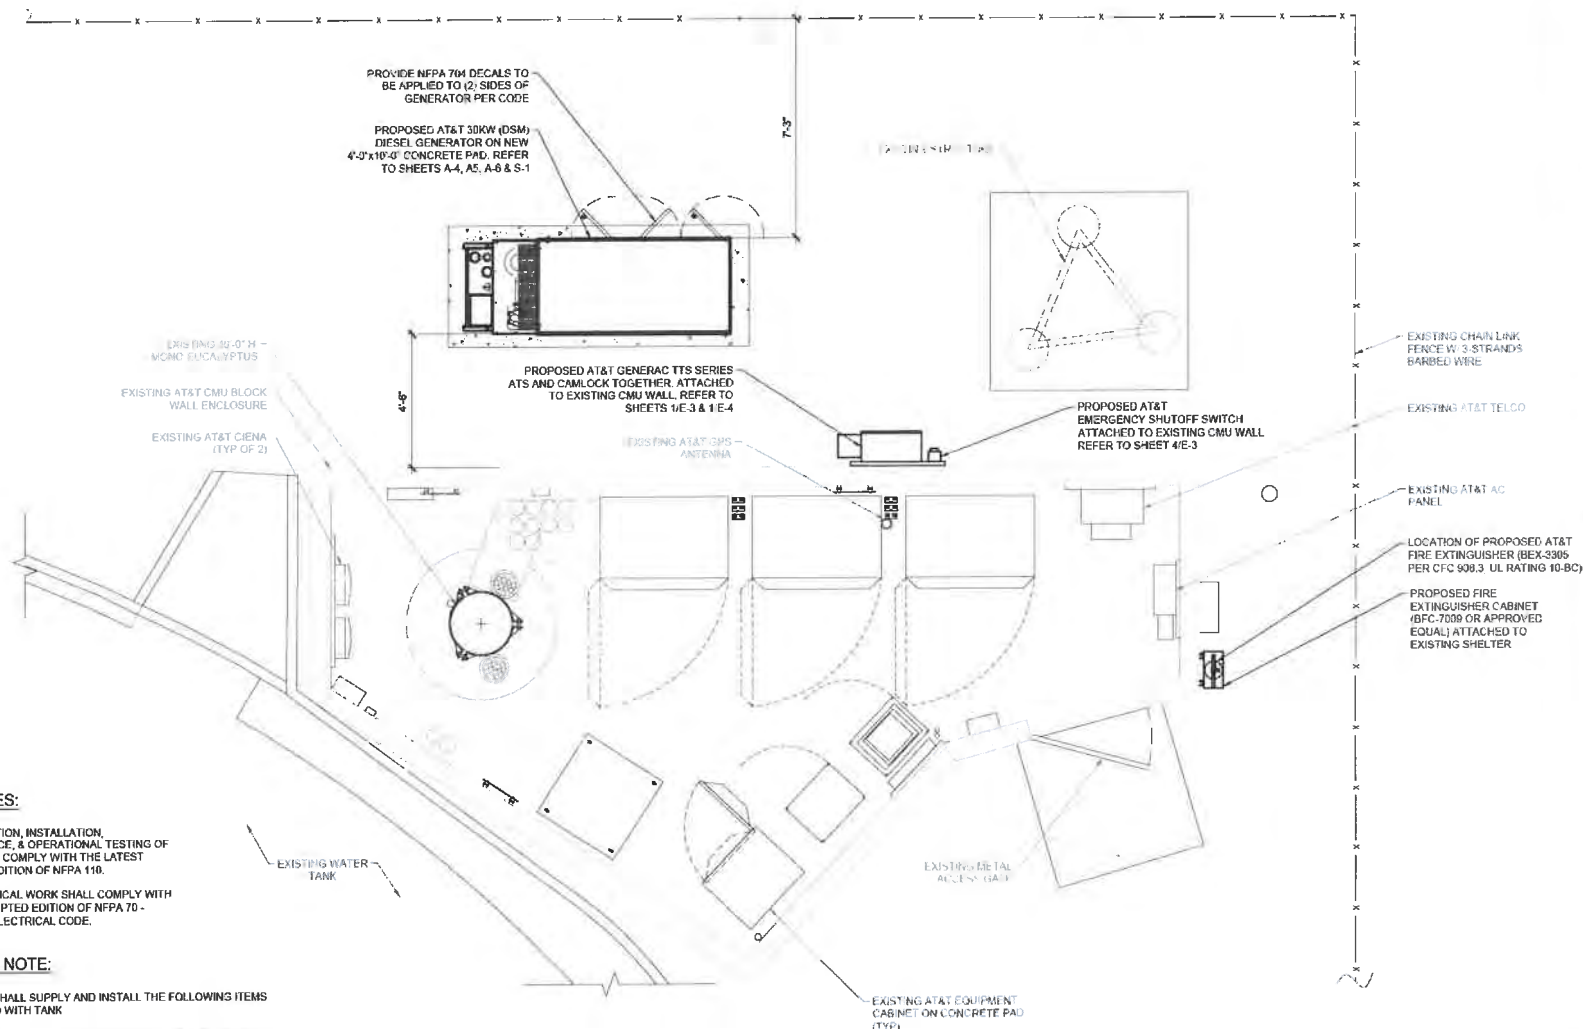 PROVIDE NFPA 704 DECALS TO
BE APPLIED TO (2) SIDES OF
GENERATOR PER CODE
PROPOSED AT&T 30KW (DSM)
DIESEL GENERATOR ON NEW
4'-0"x10'-0" CONCRETE PAD. REFER
TO SHEETS A-4, A5, A-6 & S-1
7'-3"
EXISTING
EXISTING H
MONO EUCALYPTUS
EXISTING AT&T CMU BLOCK
WALL ENCLOSURE
EXISTING AT&T CIENA
(TYP OF 2)
4'-6"
PROPOSED AT&T GENERAC TTS SERIES
ATS AND CAMLOCK TOGETHER. ATTACHED
TO EXISTING CMU WALL, REFER TO
SHEETS 1/E-3 & 1/E-4
EXISTING AT&T GPS
ANTENNA
PROPOSED AT&T
EMERGENCY SHUTOFF SWITCH
ATTACHED TO EXISTING CMU WALL
REFER TO SHEET 4/E-3
EXISTING CHAIN LINK
FENCE W/ 3-STRANDS
BARBED WIRE
EXISTING AT&T TELCO
EXISTING AT&T AC
PANEL
LOCATION OF PROPOSED AT&T
FIRE EXTINGUISHER (BEX-3305
PER CFC 906.3 UL RATING 10-BC)
PROPOSED FIRE
EXTINGUISHER CABINET
(BFC-7009 OR APPROVED
EQUAL) ATTACHED TO
EXISTING SHELTER
EXISTING METAL
ACCESS GATE
EXISTING WATER
TANK
EXISTING AT&T EQUIPMENT
CABINET ON CONCRETE PAD
(TYP)
ES:
TION, INSTALLATION,
CE, & OPERATIONAL TESTING OF
COMPLY WITH THE LATEST
DITION OF NFPA 110.
ICAL WORK SHALL COMPLY WITH
PTED EDITION OF NFPA 70 -
LECTRICAL CODE.
NOTE:
HALL SUPPLY AND INSTALL THE FOLLOWING ITEMS
D WITH TANK